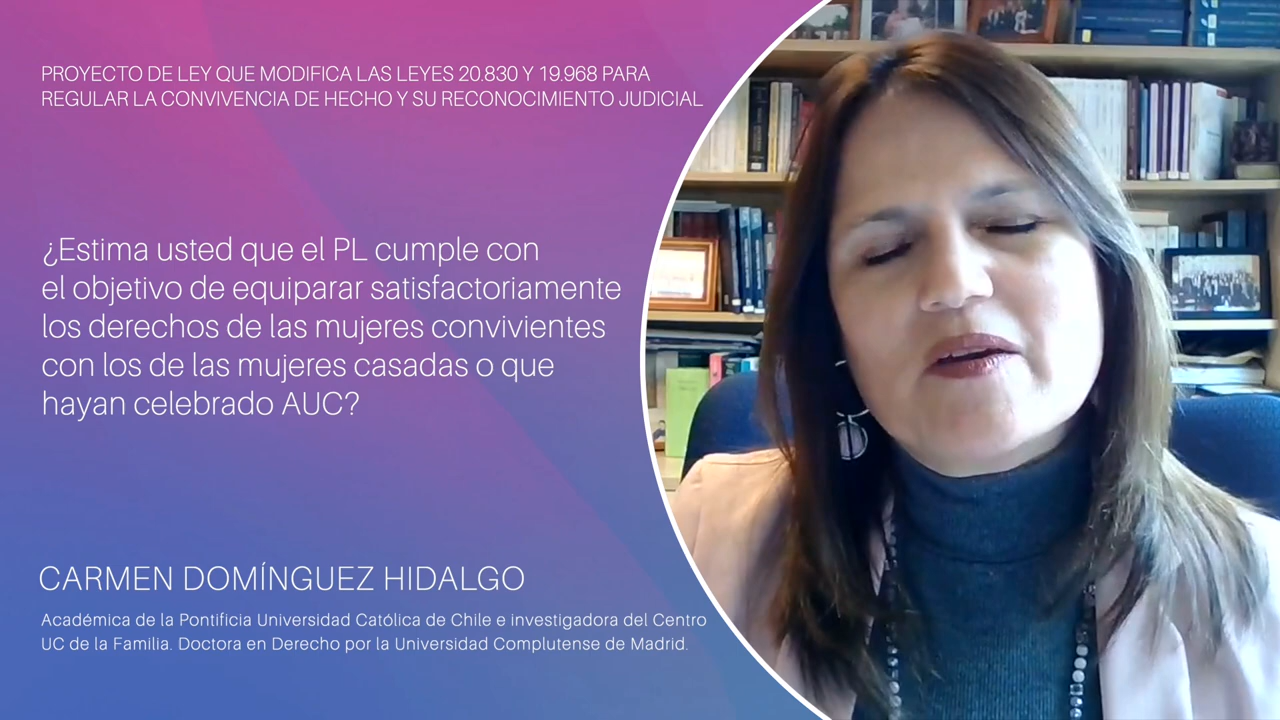 PROYECTO DE LEY QUE MODIFICA LAS LEYES 20.830 Y 19.968 PARA
REGULAR LA CONVIVENCIA DE HECHO Y SU RECONOCIMIENTO JUDICIAL
¿Estima usted que el PL cumple con
el objetivo de equiparar satisfactoriamente
los derechos de las mujeres convivientes
con los de las mujeres casadas o que
hayan celebrado AUC?
CARMEN DOMÍNGUEZ HIDALGO
Académica de la Pontificia Universidad Católica de Chile e investigadora del Centro
UC de la Familia. Doctora en Derecho por la Universidad Complutense de Madrid.